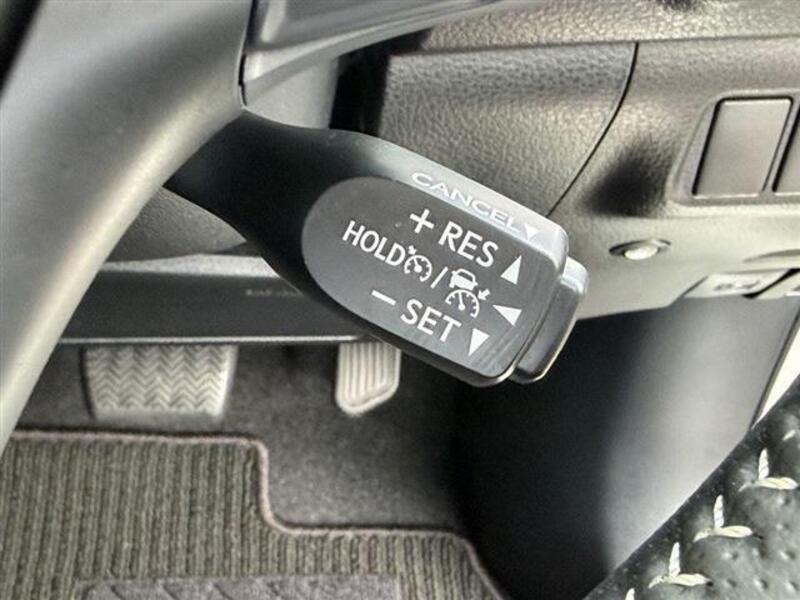 CANCEL
+ RES
HOLD /
− SET